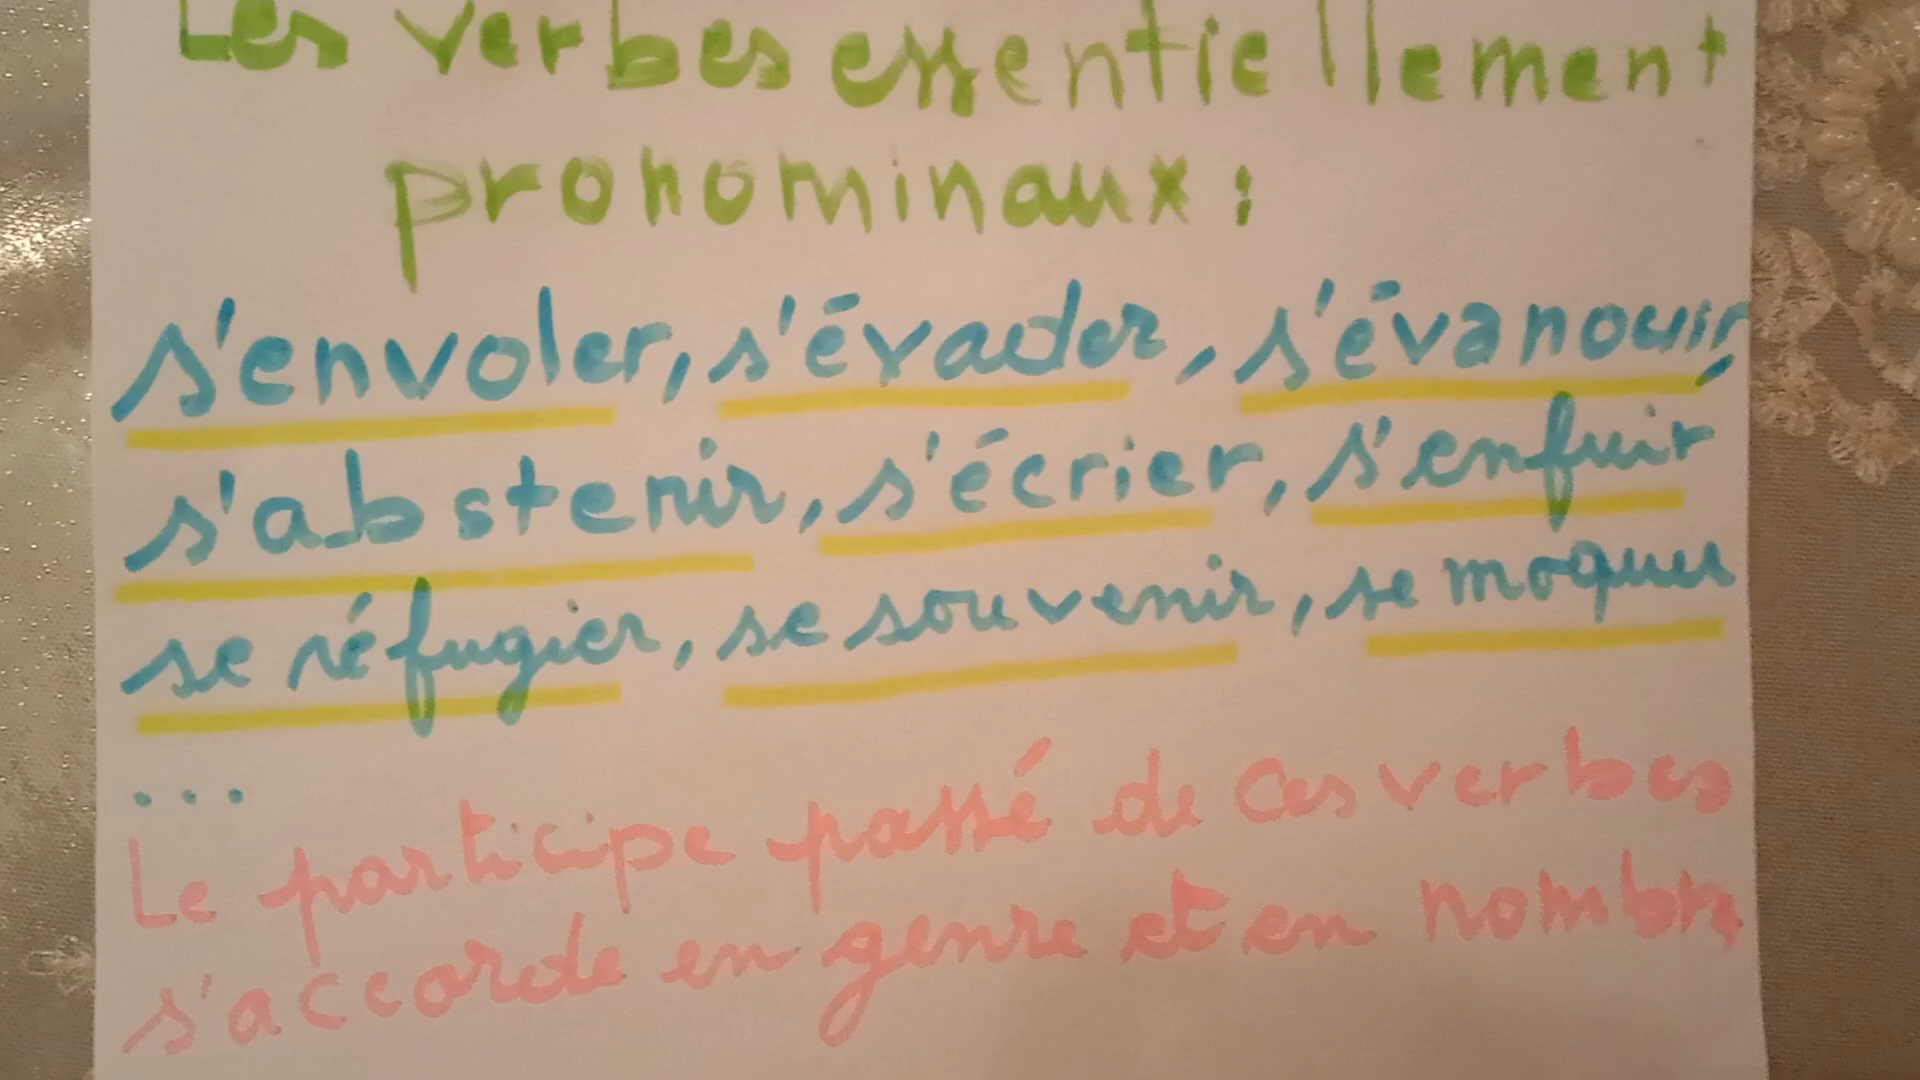 Les verbes essentiellement
pronominaux :
s'envoler, s'évader, s'évanouir,
s'abstenir, s'écrier, s'enfuir
se réfugier, se souvenir, se moquer
...
Le participe passé de ces verbes
s'accorde en genre et en nombre